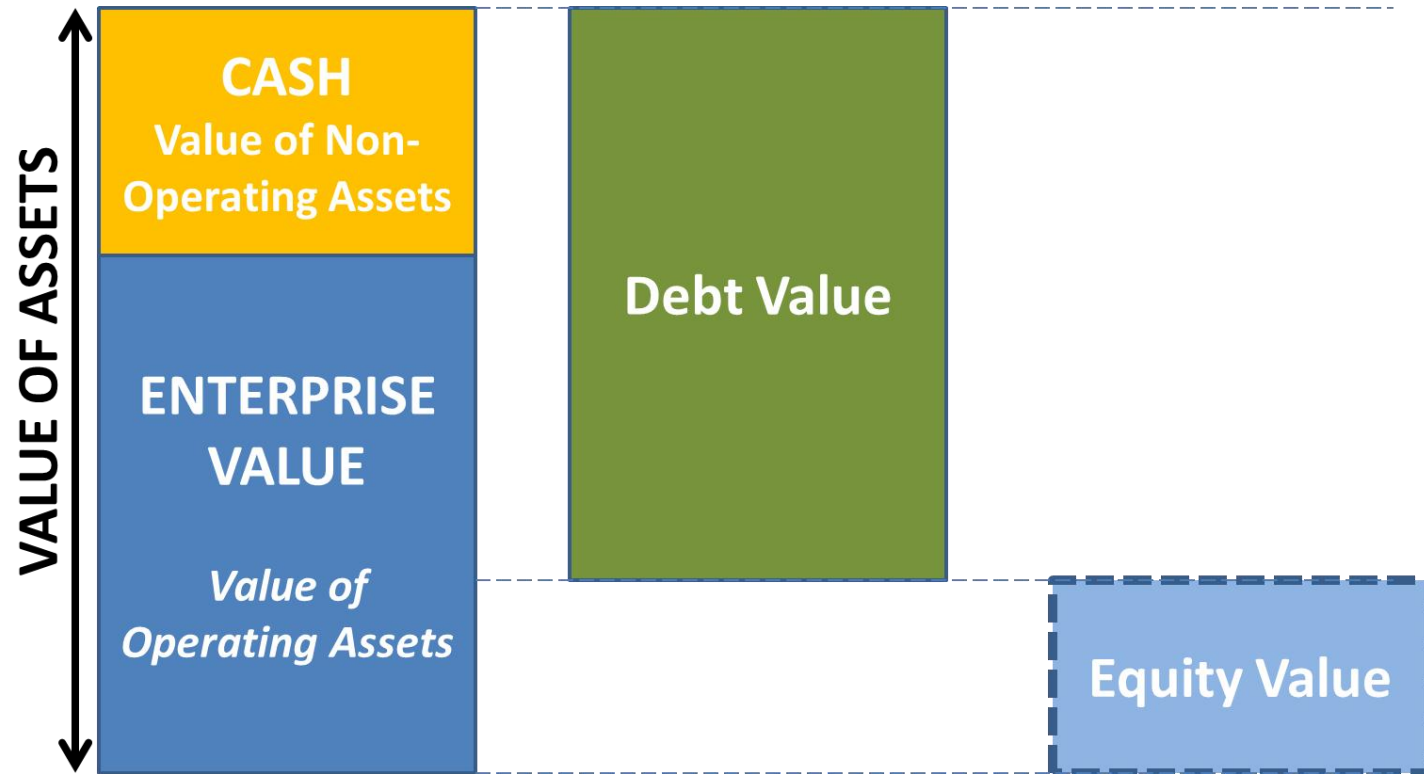 VALUE OF ASSETS
CASH
Value of Non-
Operating Assets
ENTERPRISE
VALUE
Value of
Operating Assets
Debt Value
Equity Value